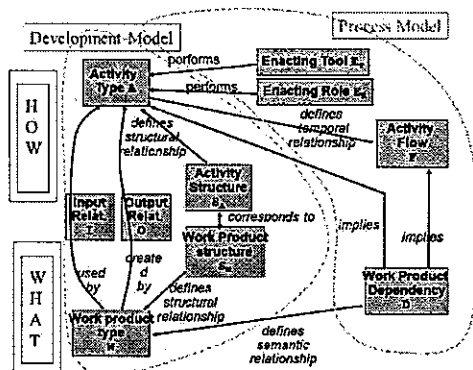 Development-Model
Process Model
performs
Enacting Tool
performs
Enacting Role
Activity
Type A
HOW
defines
structural
relationship
defines
temporal
relationship
Activity
Flow
F
Activity
Structure
Input
Relat.
I
Output
Relat.
O
corresponds to
Work Product
structure
implies
implies
WHAT
used
by
create
d
by
defines
structural
relationship
Work Product
Dependency
D
Work product
type
W
defines
semantic
relationship